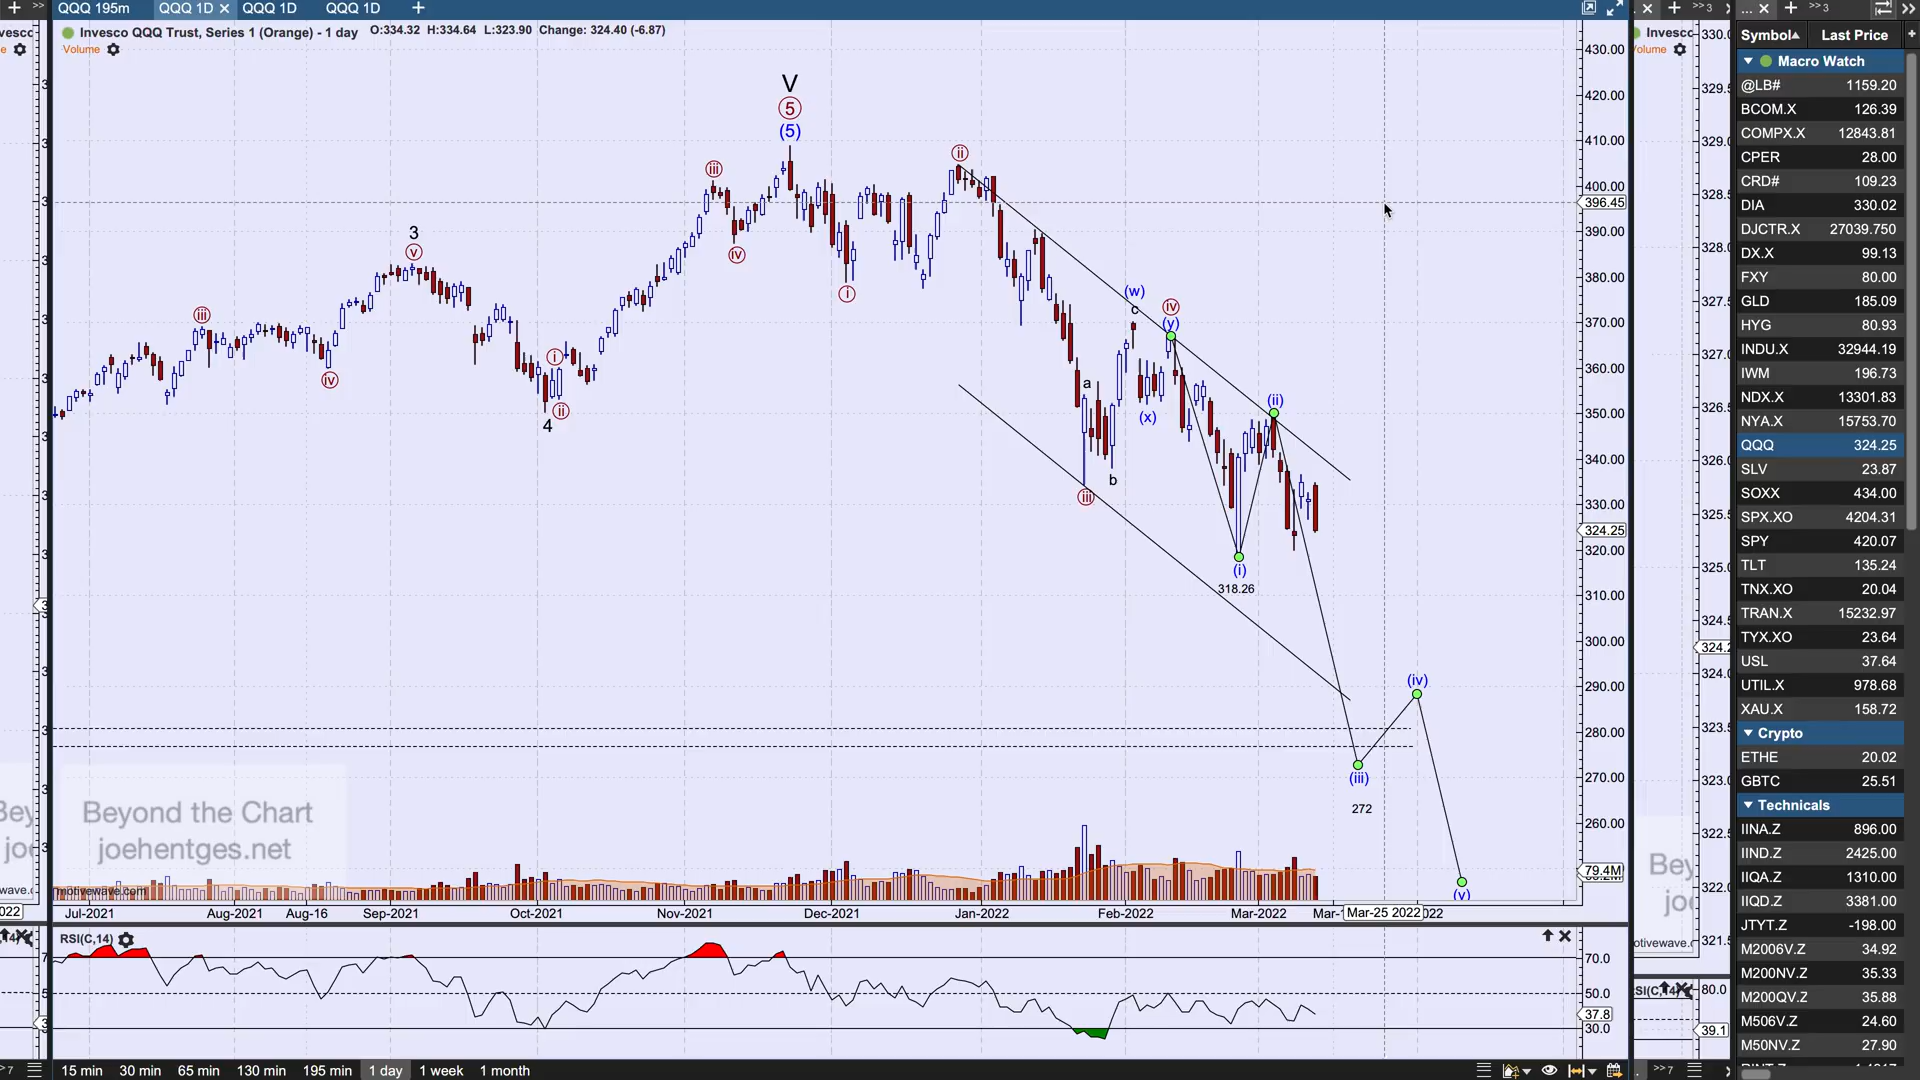 QQQ 195m QQQ 1D QQQ 1D QQQ 1D
Invesco QQQ Trust, Series 1 (Orange) - 1 day O:334.32 H:334.64 L:323.90 Change: 324.40 (-6.87)
Volume
V
5
(5)
3
v
iii
iv
4
i
ii
iii
iv
i
ii
(w)
c
iv
(y)
a
(x)
b
iii
(ii)
(i)
318.26
(iv)
(iii)
272
(v)
430.00
420.00
410.00
400.00
396.45
390.00
380.00
370.00
360.00
350.00
340.00
330.00
324.25
320.00
310.00
300.00
290.00
280.00
270.00
260.00
79.4M
Beyond the Chart
joehentges.net
motivewave.com
Jul-2021 Aug-2021 Aug-16 Sep-2021 Oct-2021 Nov-2021 Dec-2021 Jan-2022 Feb-2022 Mar-2022 Mar-25 2022
RSI(C,14)
70.0
50.0
37.8
30.0
15 min 30 min 65 min 130 min 195 min 1 day 1 week 1 month
Symbol Last Price
Macro Watch
@LB# 1159.20
BCOM.X 126.39
COMPX.X 12843.81
CPER 28.00
CRD# 109.23
DIA 330.02
DJCTR.X 27039.750
DX.X 99.13
FXY 80.00
GLD 185.09
HYG 80.93
INDU.X 32944.19
IWM 196.73
NDX.X 13301.83
NYA.X 15753.70
QQQ 324.25
SLV 23.87
SOXX 434.00
SPX.XO 4204.31
SPY 420.07
TLT 135.24
TNX.XO 20.04
TRAN.X 15232.97
TYX.XO 23.64
USL 37.64
UTIL.X 978.68
XAU.X 158.72
Crypto
ETHE 20.02
GBTC 25.51
Technicals
IINA.Z 896.00
IIND.Z 2425.00
IIQA.Z 1310.00
IIQD.Z 3381.00
JTYT.Z -198.00
M2006V.Z 34.92
M200NV.Z 35.33
M200QV.Z 35.88
M506V.Z 24.60
M50NV.Z 27.90